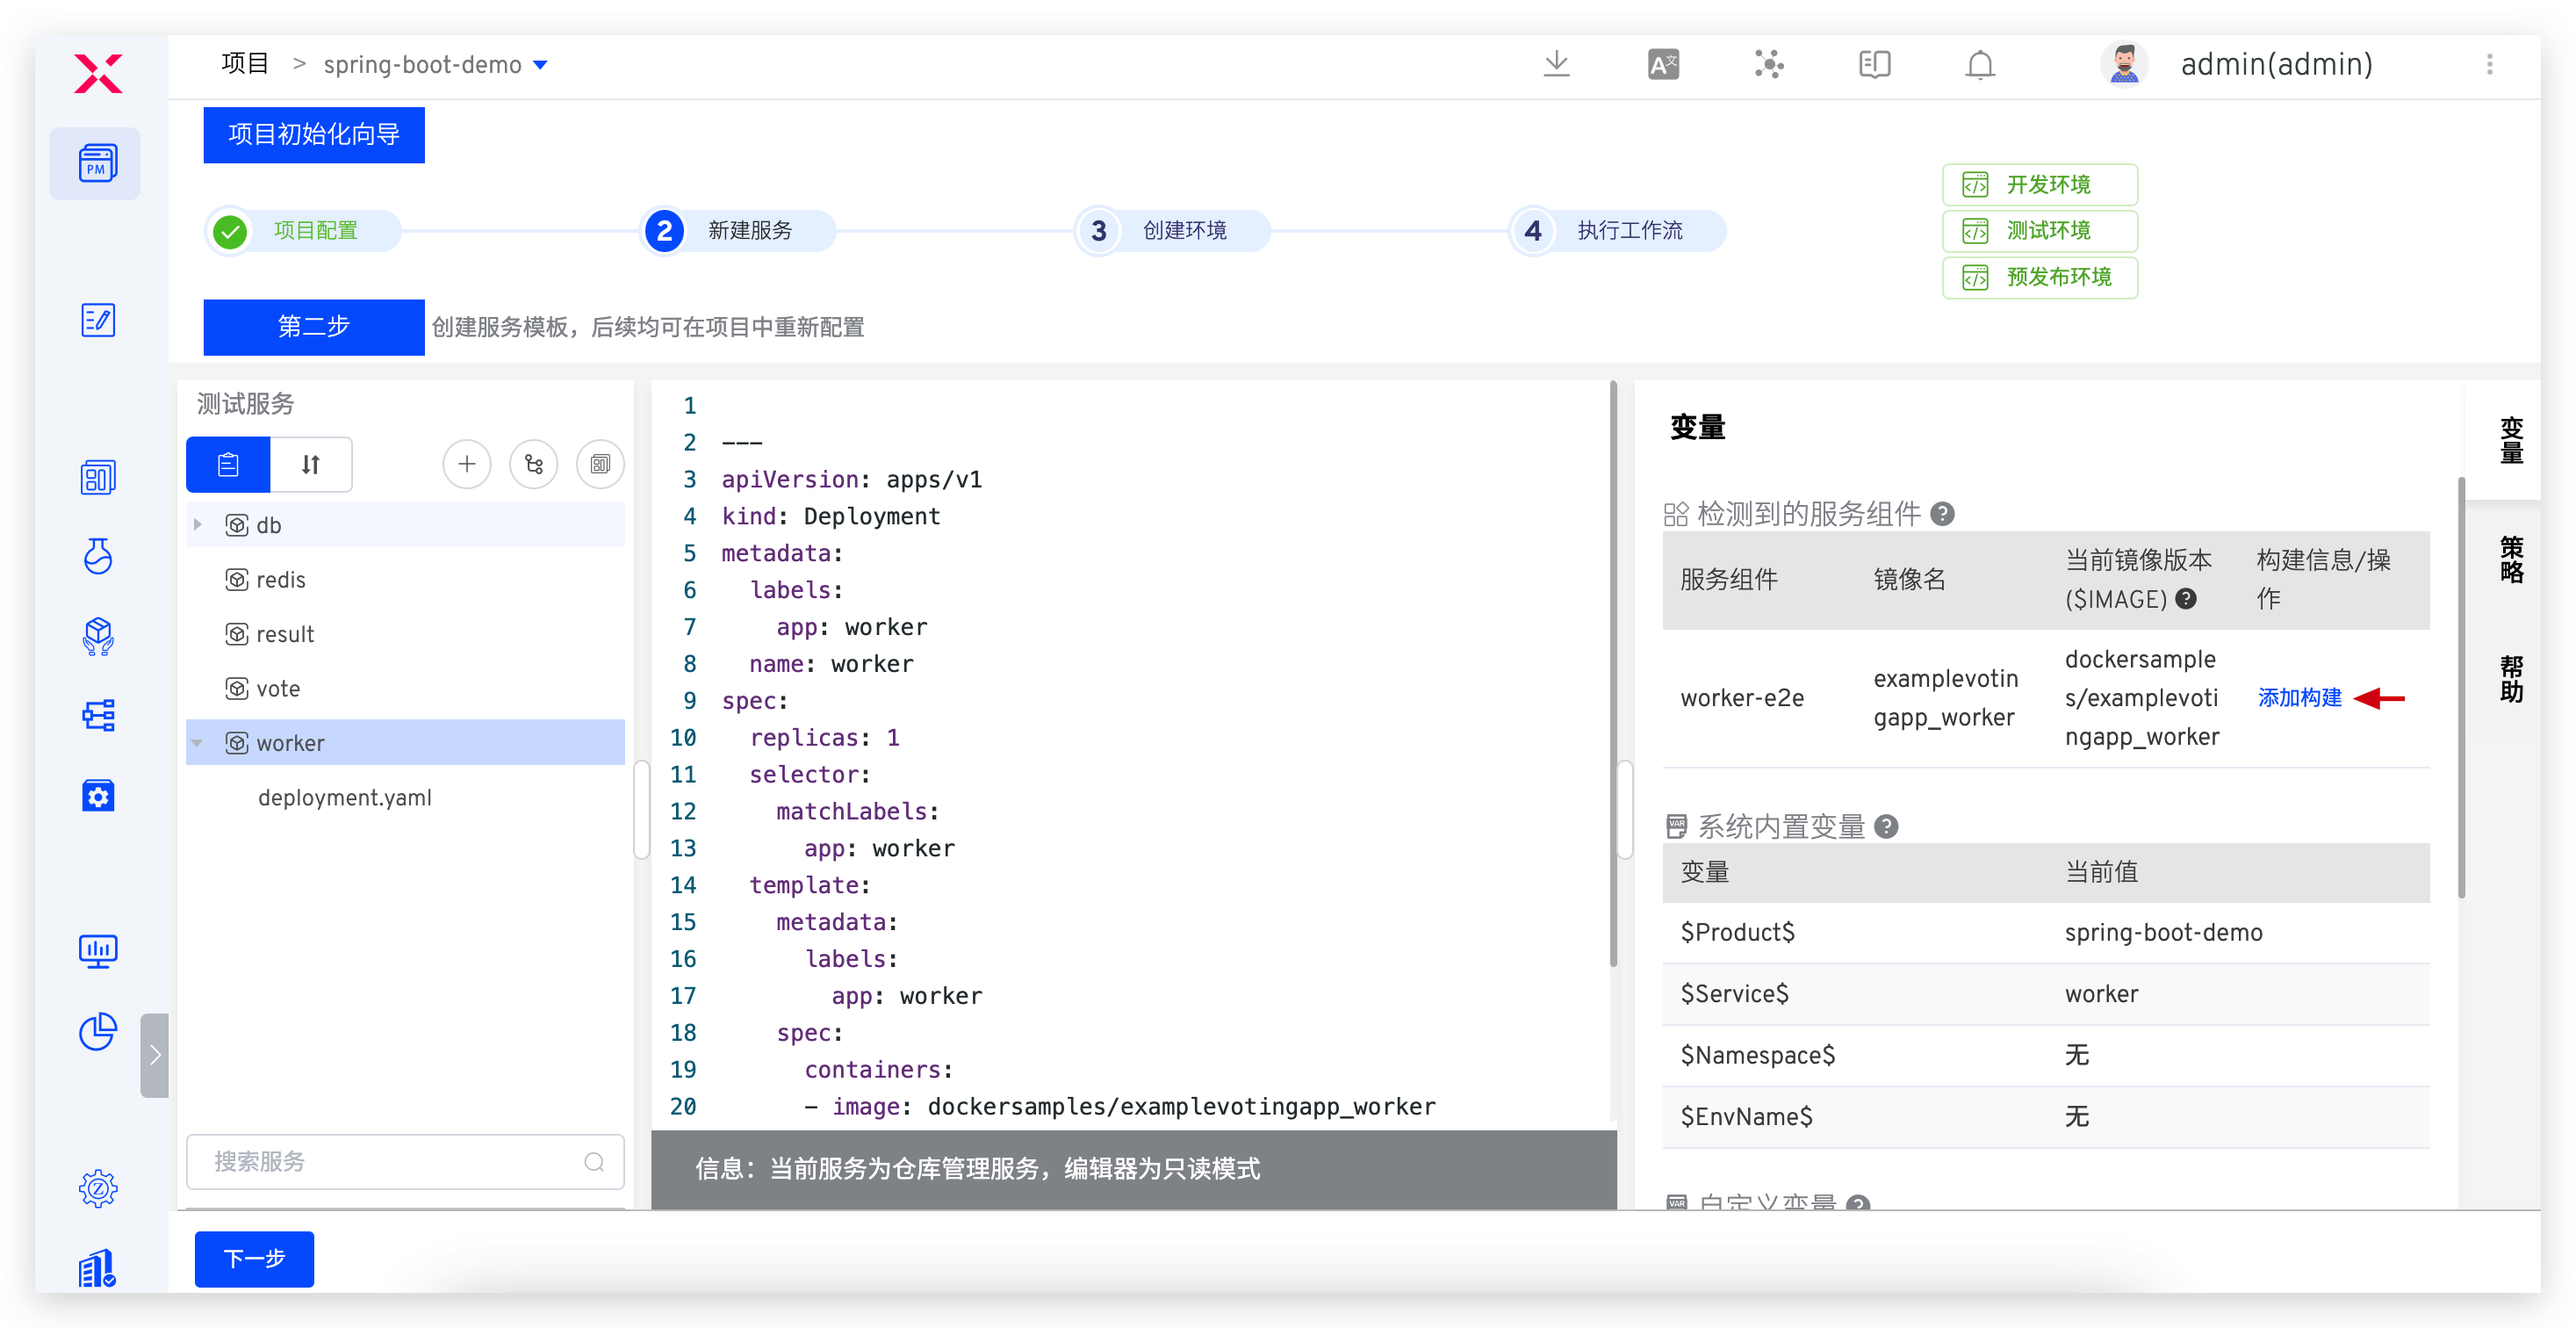 项目 > spring-boot-demo
admin(admin)
PM
项目初始化向导
项目配置
2 新建服务
3 创建环境
4 执行工作流
开发环境
测试环境
预发布环境
第二步 创建服务模板，后续均可在项目中重新配置
测试服务
db
redis
result
vote
worker
deployment.yaml
搜索服务
1
2 ---
3 apiVersion: apps/v1
4 kind: Deployment
5 metadata:
6 labels:
7 app: worker
8 name: worker
9 spec:
10 replicas: 1
11 selector:
12 matchLabels:
13 app: worker
14 template:
15 metadata:
16 labels:
17 app: worker
18 spec:
19 containers:
20 - image: dockersamples/examplevotingapp_worker
信息：当前服务为仓库管理服务，编辑器为只读模式
变量
检测到的服务组件
服务组件 镜像名 当前镜像版本 构建信息/操
($IMAGE) 作
worker-e2e
examplevotin
gapp_worker
dockersample
s/examplevoti
ngapp_worker
添加构建
系统内置变量
变量 当前值
$Product$ spring-boot-demo
$Service$ worker
$Namespace$ 无
$EnvName$ 无
自定义变量
变量
策略
帮助
下一步